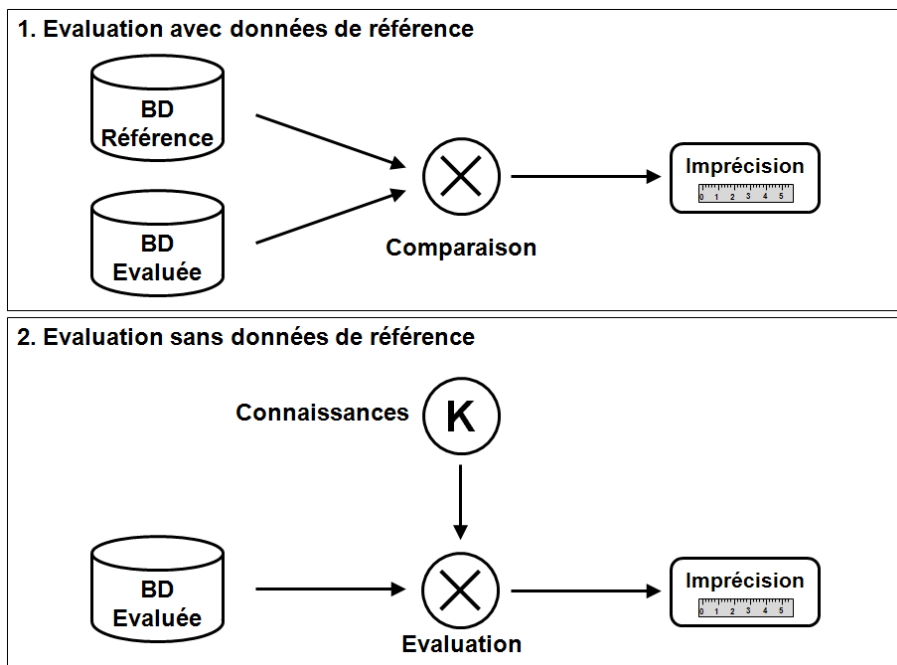 1. Evaluation avec données de référence
BD
Référence
BD
Evaluée
Comparaison
Imprécision
0 1 2 3 4 5
2. Evaluation sans données de référence
Connaissances
K
BD
Evaluée
Evaluation
Imprécision
0 1 2 3 4 5